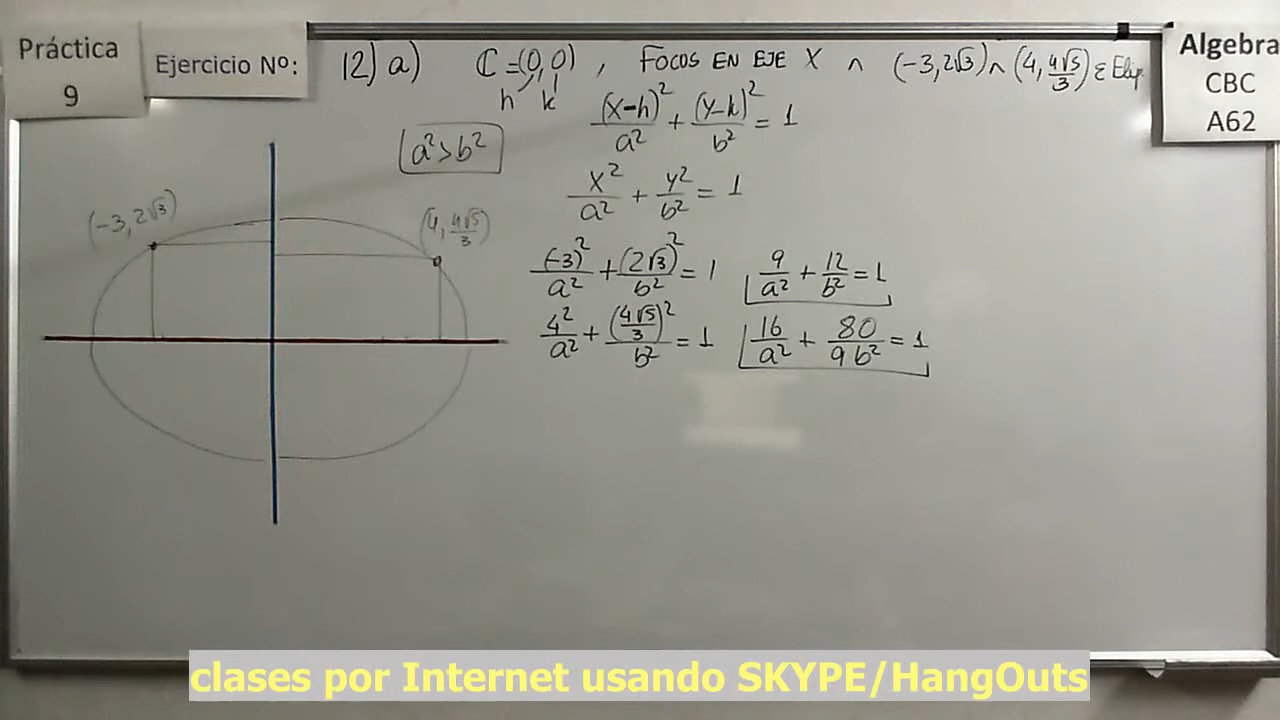 Práctica
9
Ejercicio Nº:
12) a) C = (0, 0) , FOCOS EN EJE X ∧ (-3, 2√3) ∧ (4, 4√5/3) ε Elip.
Algebra
CBC
A62
h k
(x-h)²/a² + (y-k)²/b² = 1
a² > b²
x²/a² + y²/b² = 1
(-3, 2√3)
(4, 4√5/3)
(-3)²/a² + (2√3)²/b² = 1 9/a² + 12/b² = 1
4²/a² + (4√5/3)²/b² = 1 16/a² + 80/9b² = 1
clases por Internet usando SKYPE/HangOuts